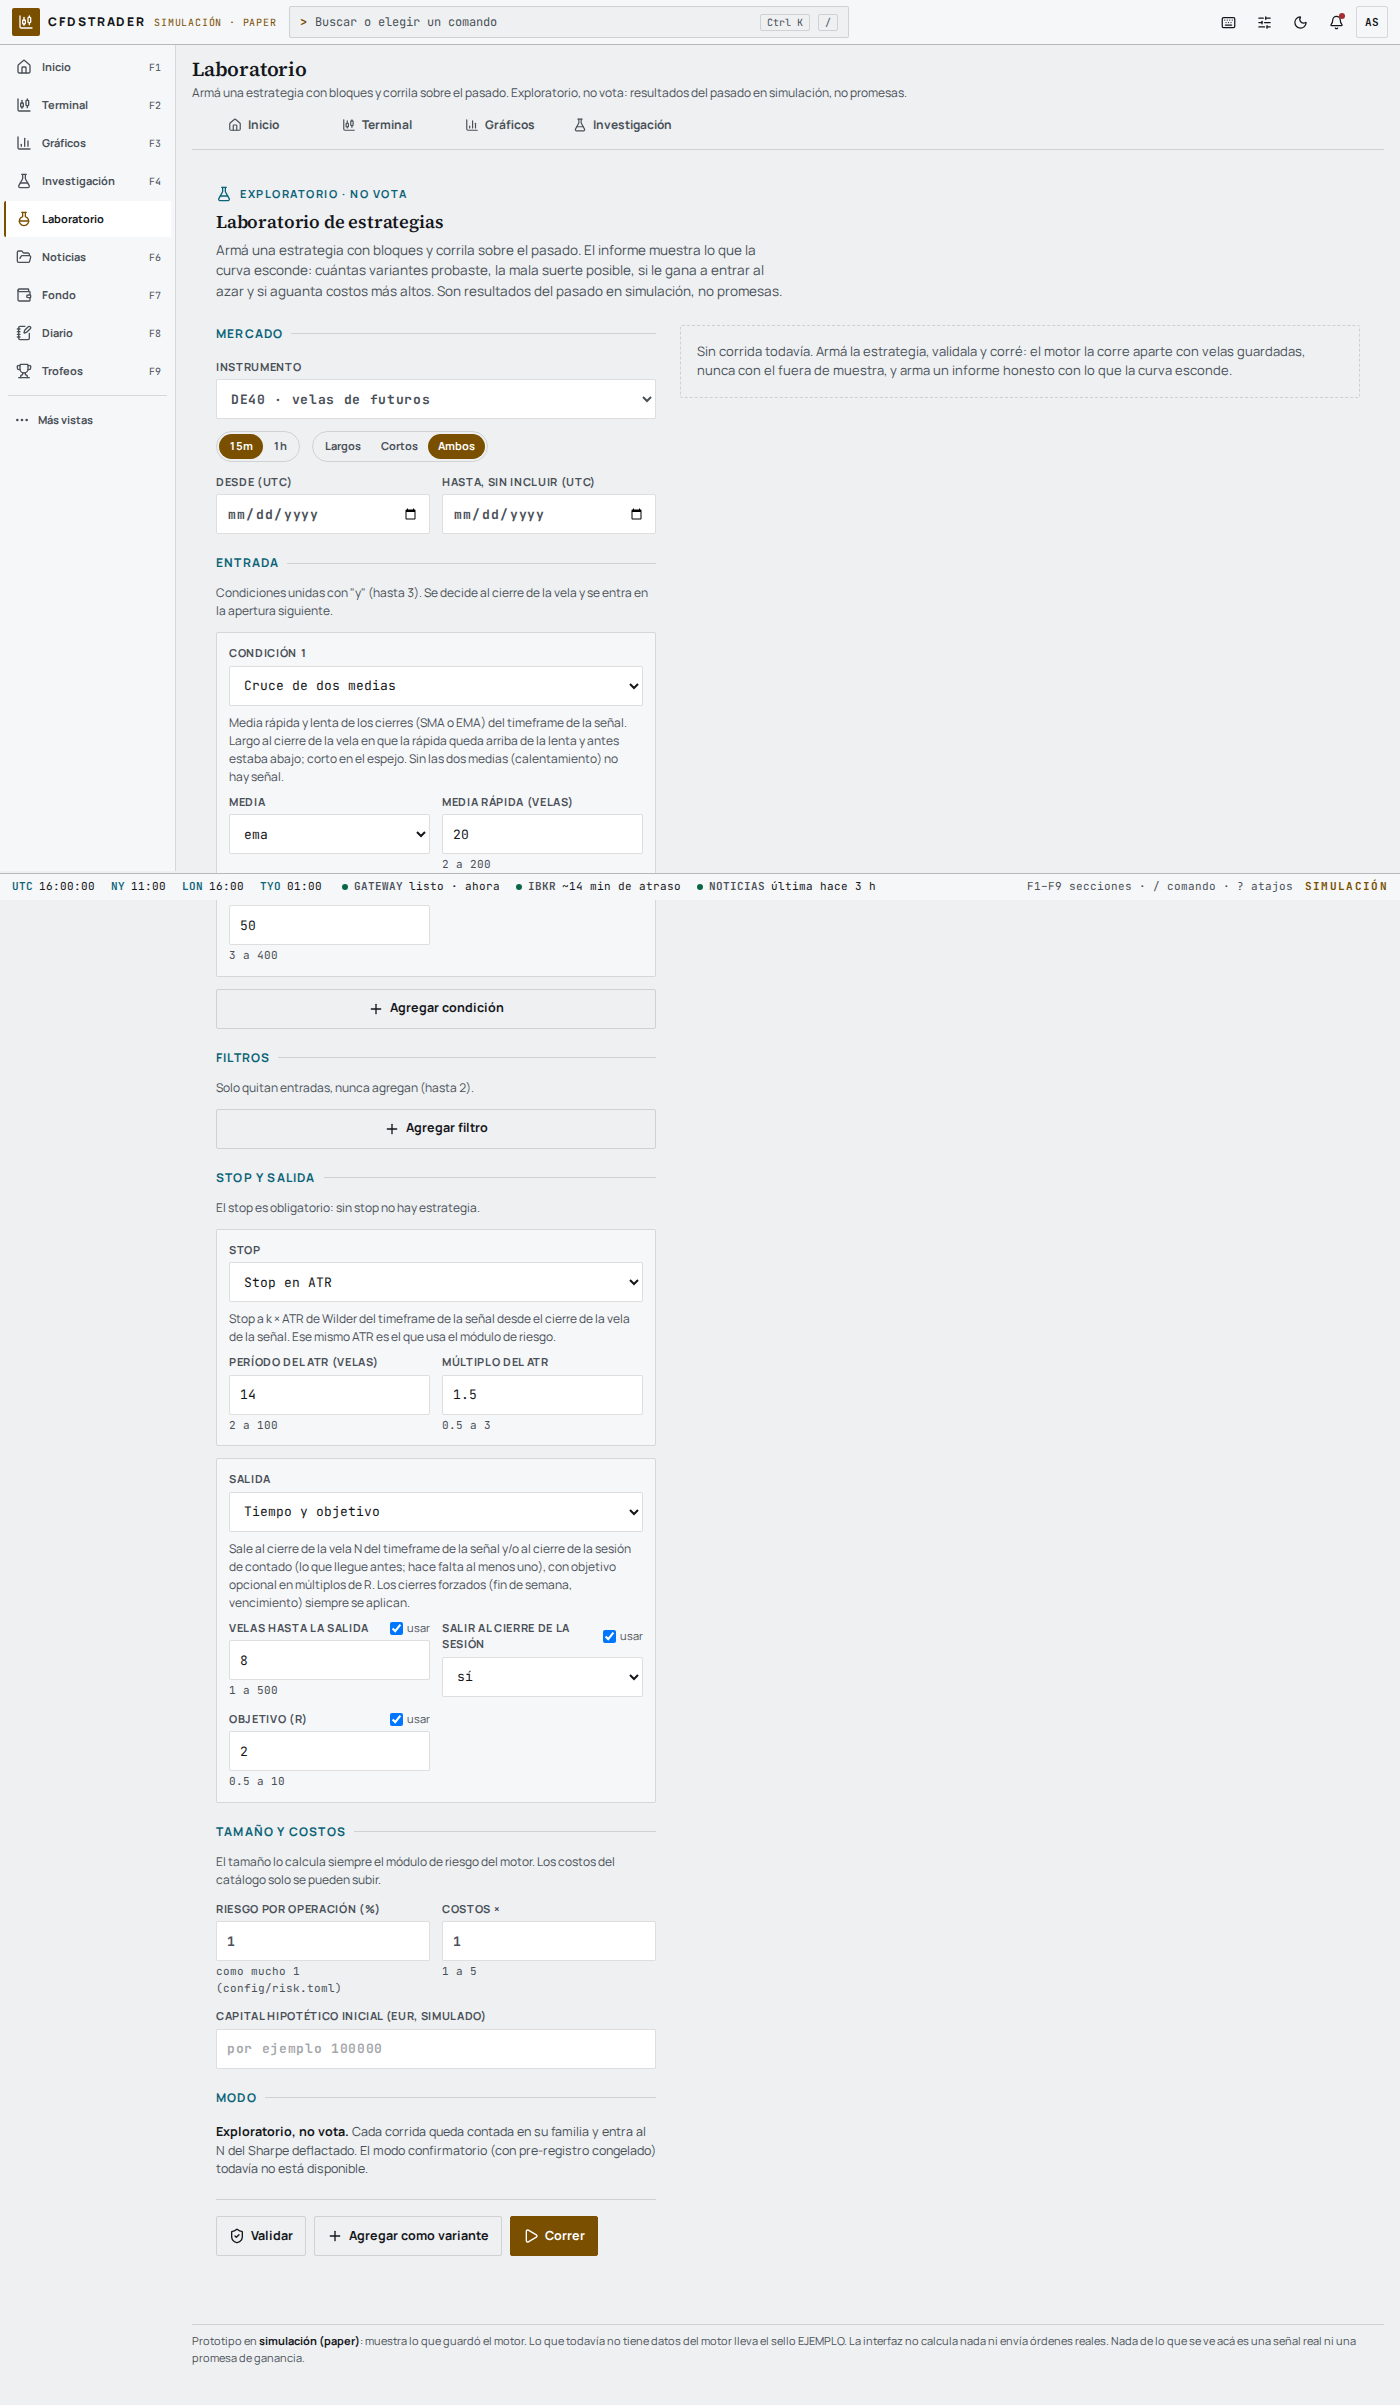 CFDSTRADER SIMULACIÓN · PAPER
> Buscar o elegir un comando Ctrl K /
AS
Inicio F1
Terminal F2
Gráficos F3
Investigación F4
Laboratorio
Noticias F6
Fondo F7
Diario F8
Trofeos F9
Más vistas
Laboratorio
Armá una estrategia con bloques y corrila sobre el pasado. Exploratorio, no vota: resultados del pasado en simulación, no promesas.
Inicio Terminal Gráficos Investigación
EXPLORATORIO · NO VOTA
Laboratorio de estrategias
Armá una estrategia con bloques y corrila sobre el pasado. El informe muestra lo que la
curva esconde: cuántas variantes probaste, la mala suerte posible, si le gana a entrar al
azar y si aguanta costos más altos. Son resultados del pasado en simulación, no promesas.
MERCADO
INSTRUMENTO
DE40 · velas de futuros
15m 1h Largos Cortos Ambos
DESDE (UTC) HASTA, SIN INCLUIR (UTC)
mm/dd/yyyy mm/dd/yyyy
Sin corrida todavía. Armá la estrategia, validala y corré: el motor la corre aparte con velas guardadas,
nunca con el fuera de muestra, y arma un informe honesto con lo que la curva esconde.
ENTRADA
Condiciones unidas con "y" (hasta 3). Se decide al cierre de la vela y se entra en
la apertura siguiente.
CONDICIÓN 1
Cruce de dos medias
Media rápida y lenta de los cierres (SMA o EMA) del timeframe de la señal.
Largo al cierre de la vela en que la rápida queda arriba de la lenta y antes
estaba abajo; corto en el espejo. Sin las dos medias (calentamiento) no
hay señal.
MEDIA MEDIA RÁPIDA (VELAS)
ema 20
2 a 200
UTC 16:00:00 NY 11:00 LON 16:00 TYO 01:00 GATEWAY listo · ahora IBKR ~14 min de atraso NOTICIAS última hace 3 h F1–F9 secciones · / comando · ? atajos SIMULACIÓN
50
3 a 400
Agregar condición
FILTROS
Solo quitan entradas, nunca agregan (hasta 2).
Agregar filtro
STOP Y SALIDA
El stop es obligatorio: sin stop no hay estrategia.
STOP
Stop en ATR
Stop a k × ATR de Wilder del timeframe de la señal desde el cierre de la vela
de la señal. Ese mismo ATR es el que usa el módulo de riesgo.
PERÍODO DEL ATR (VELAS) MÚLTIPLO DEL ATR
14 1.5
2 a 100 0.5 a 3
SALIDA
Tiempo y objetivo
Sale al cierre de la vela N del timeframe de la señal y/o al cierre de la sesión
de contado (lo que llegue antes; hace falta al menos uno), con objetivo
opcional en múltiplos de R. Los cierres forzados (fin de semana,
vencimiento) siempre se aplican.
VELAS HASTA LA SALIDA usar SALIR AL CIERRE DE LA SESIÓN usar
8 sí
1 a 500
OBJETIVO (R) usar
2
0.5 a 10
TAMAÑO Y COSTOS
El tamaño lo calcula siempre el módulo de riesgo del motor. Los costos del
catálogo solo se pueden subir.
RIESGO POR OPERACIÓN (%) COSTOS ×
1 1
como mucho 1 1 a 5
(config/risk.toml)
CAPITAL HIPOTÉTICO INICIAL (EUR, SIMULADO)
por ejemplo 100000
MODO
Exploratorio, no vota. Cada corrida queda contada en su familia y entra al
N del Sharpe deflactado. El modo confirmatorio (con pre-registro congelado)
todavía no está disponible.
Validar Agregar como variante Correr
Prototipo en simulación (paper): muestra lo que guardó el motor. Lo que todavía no tiene datos del motor lleva el sello EJEMPLO. La interfaz no calcula nada ni envía órdenes reales. Nada de lo que se ve acá es una señal real ni una
promesa de ganancia.